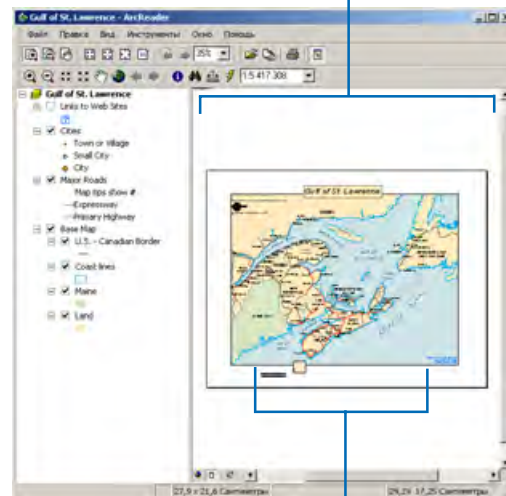 Gulf of St. Lawrence - ArcReader
Файл Правка Вид Инструменты Окно Помощь
35%
1:5 417 308
Gulf of St. Lawrence
Links to Web Sites
Cities
Town or Village
Small City
City
Major Roads
Map tips show #
Expressway
Primary Highway
Base Map
U.S. - Canadian Border
Coast lines
Maine
Land
Gulf of St. Lawrence
27,9 x 21,6 Сантиметры
29,29 17,25 Сантиметры